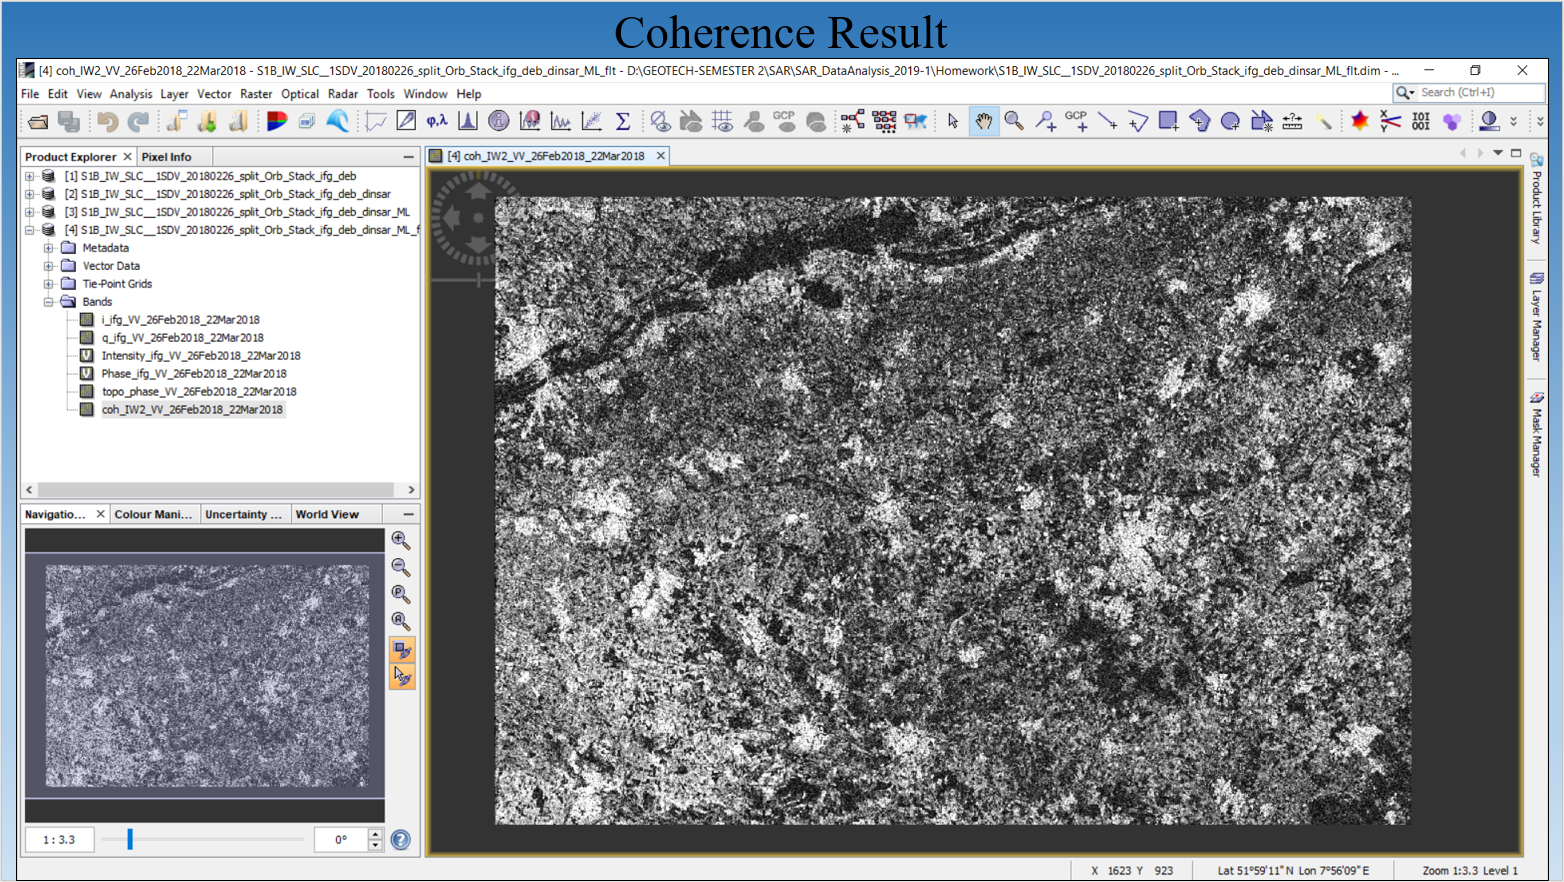 Coherence Result
[4] coh_IW2_VV_26Feb2018_22Mar2018 - S1B_IW_SLC__1SDV_20180226_split_Orb_Stack_ifg_deb_dinsar_ML_flt - D:\GEOTECH-SEMESTER 2\SAR\SAR_DataAnalysis_2019-1\Homework\S1B_IW_SLC__1SDV_20180226_split_Orb_Stack_ifg_deb_dinsar_ML_flt.dim - ...
File Edit View Analysis Layer Vector Raster Optical Radar Tools Window Help
Search (Ctrl+I)
φ,λ Σ GCP GCP
Product Explorer Pixel Info
[4] coh_IW2_VV_26Feb2018_22Mar2018
[1] S1B_IW_SLC__1SDV_20180226_split_Orb_Stack_ifg_deb
[2] S1B_IW_SLC__1SDV_20180226_split_Orb_Stack_ifg_deb_dinsar
[3] S1B_IW_SLC__1SDV_20180226_split_Orb_Stack_ifg_deb_dinsar_ML
[4] S1B_IW_SLC__1SDV_20180226_split_Orb_Stack_ifg_deb_dinsar_ML_f
Metadata
Vector Data
Tie-Point Grids
Bands
i_ifg_VV_26Feb2018_22Mar2018
q_ifg_VV_26Feb2018_22Mar2018
Intensity_ifg_VV_26Feb2018_22Mar2018
Phase_ifg_VV_26Feb2018_22Mar2018
topo_phase_VV_26Feb2018_22Mar2018
coh_IW2_VV_26Feb2018_22Mar2018
Product Library
Layer Manager
Mask Manager
Navigatio... Colour Mani... Uncertainty ... World View
1 : 3.3
0°
X 1623 Y 923
Lat 51°59'11" N Lon 7°56'09" E
Zoom 1:3.3 Level 1